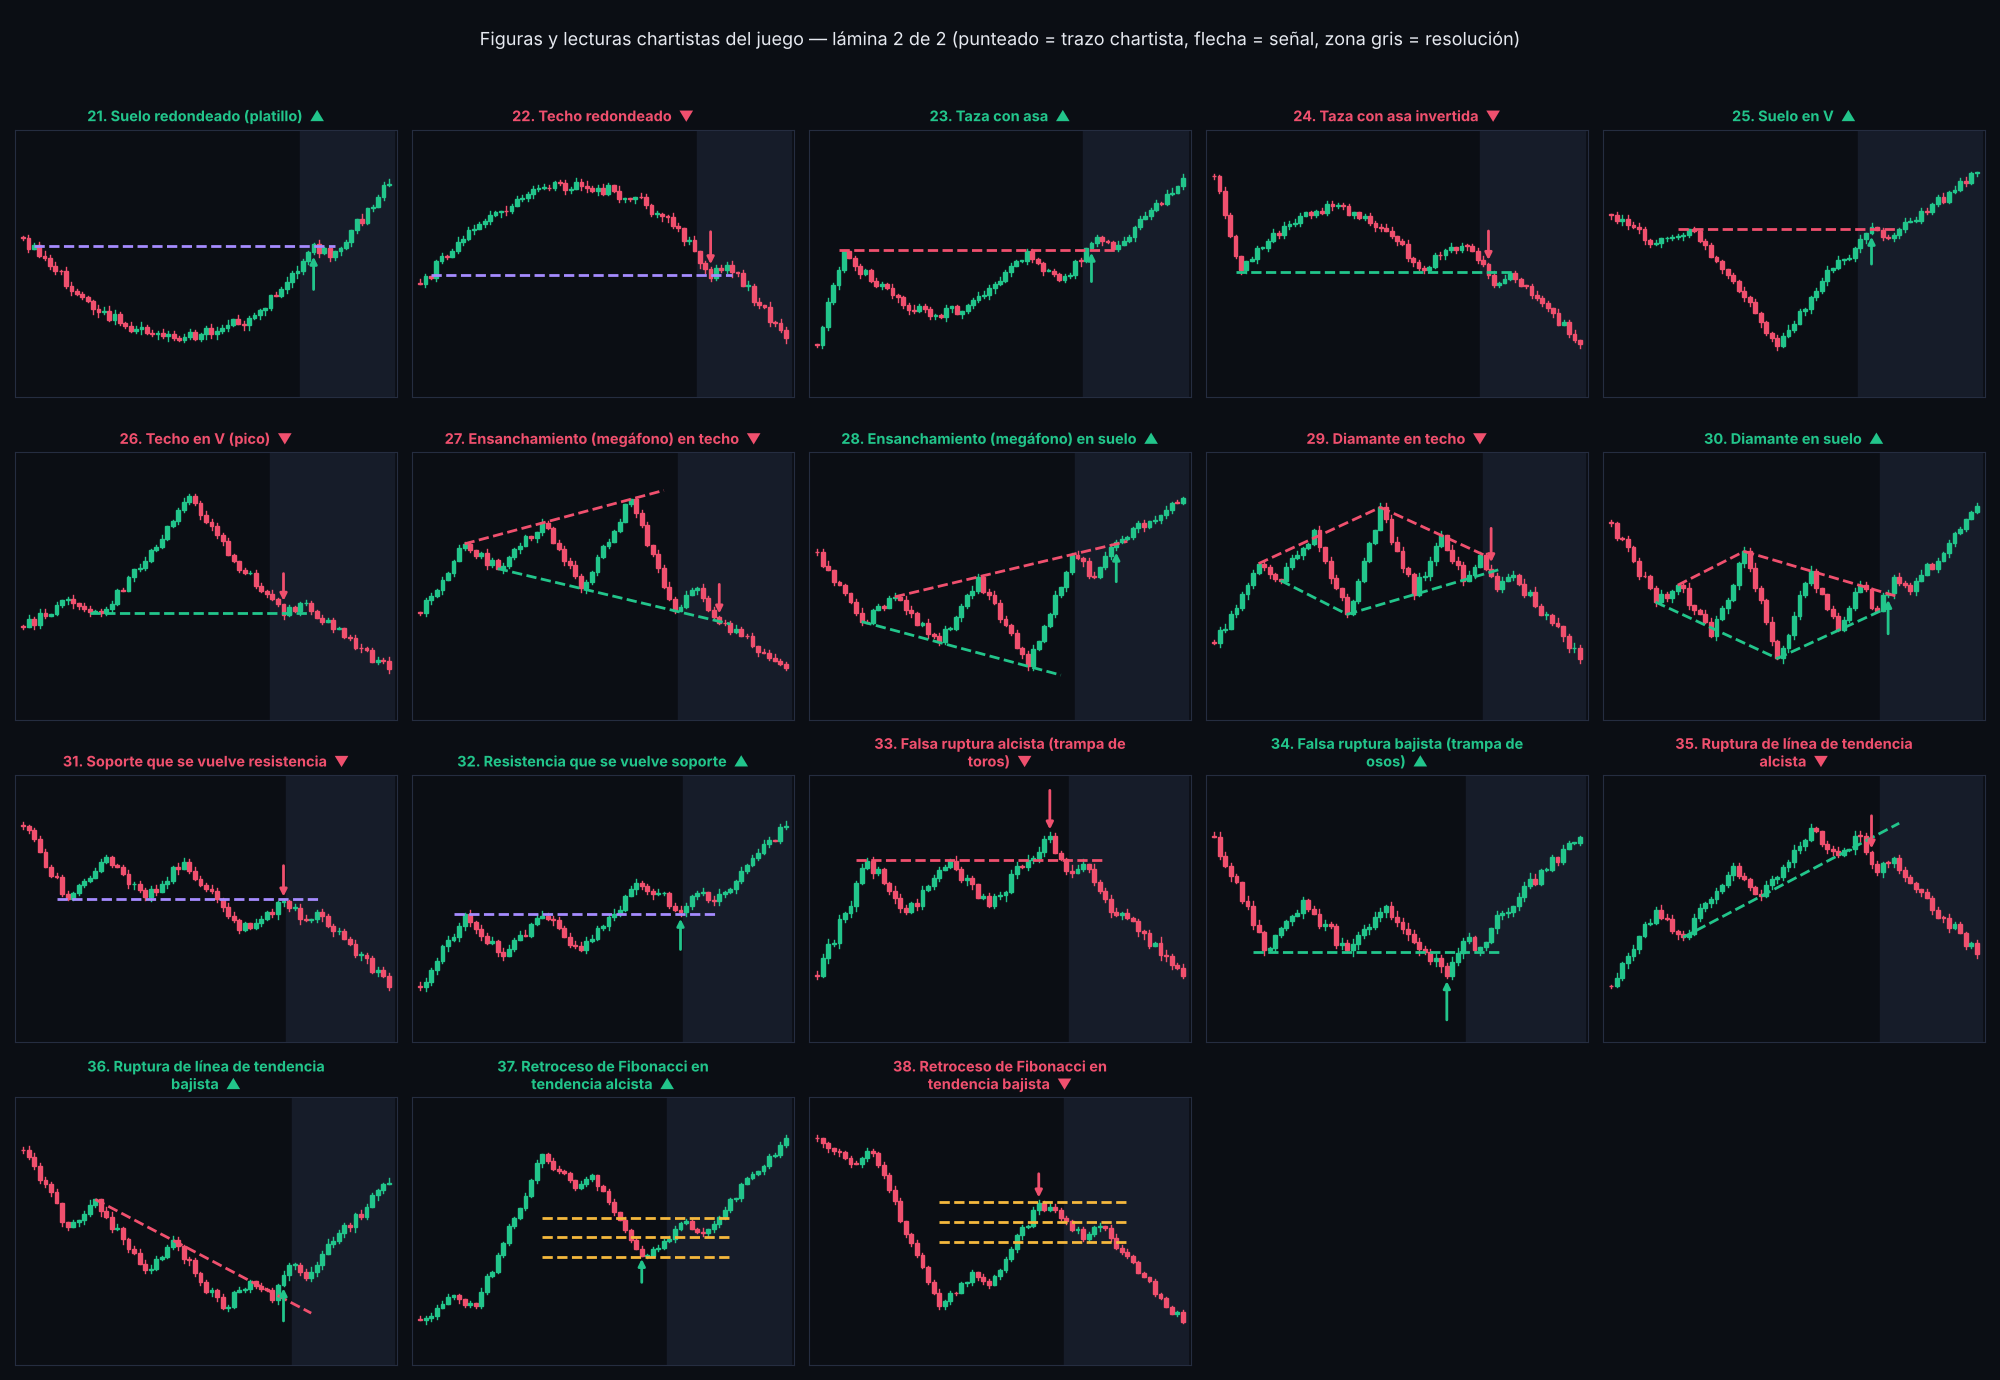 Figuras y lecturas chartistas del juego — lámina 2 de 2 (punteado = trazo chartista, flecha = señal, zona gris = resolución)
21. Suelo redondeado (platillo) ▲
22. Techo redondeado ▼
23. Taza con asa ▲
24. Taza con asa invertida ▼
25. Suelo en V ▲
26. Techo en V (pico) ▼
27. Ensanchamiento (megáfono) en techo ▼
28. Ensanchamiento (megáfono) en suelo ▲
29. Diamante en techo ▼
30. Diamante en suelo ▲
31. Soporte que se vuelve resistencia ▼
32. Resistencia que se vuelve soporte ▲
33. Falsa ruptura alcista (trampa de
toros) ▼
34. Falsa ruptura bajista (trampa de
osos) ▲
35. Ruptura de línea de tendencia
alcista ▼
36. Ruptura de línea de tendencia
bajista ▲
37. Retroceso de Fibonacci en
tendencia alcista ▲
38. Retroceso de Fibonacci en
tendencia bajista ▼